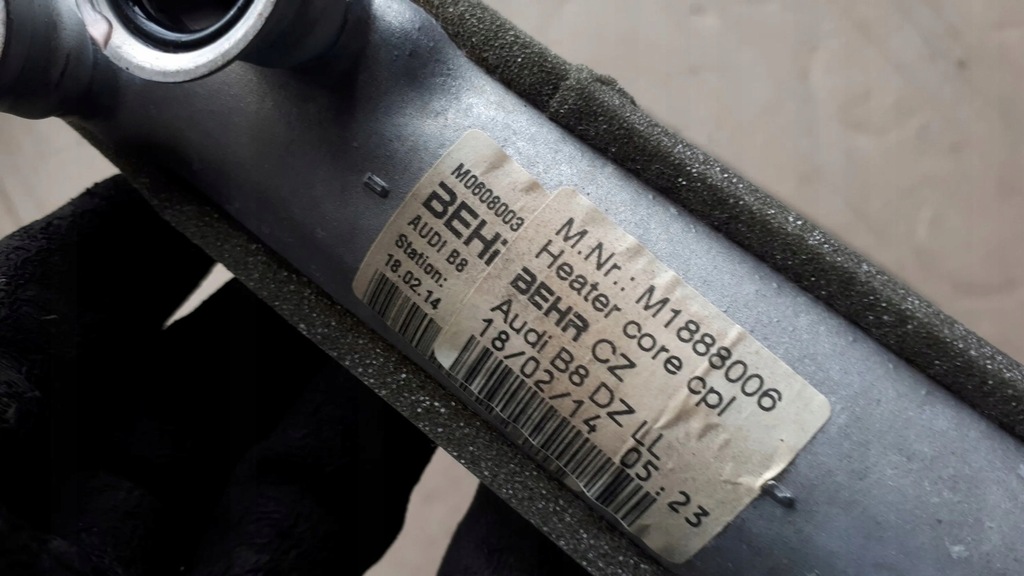 M0608003
BEH
AUDI B8
Station:
18.02.14
M.Nr.: M1888006
Heater core cpl
BEHR CZ
Audi B8 DZ LL
18/02/14 05:23